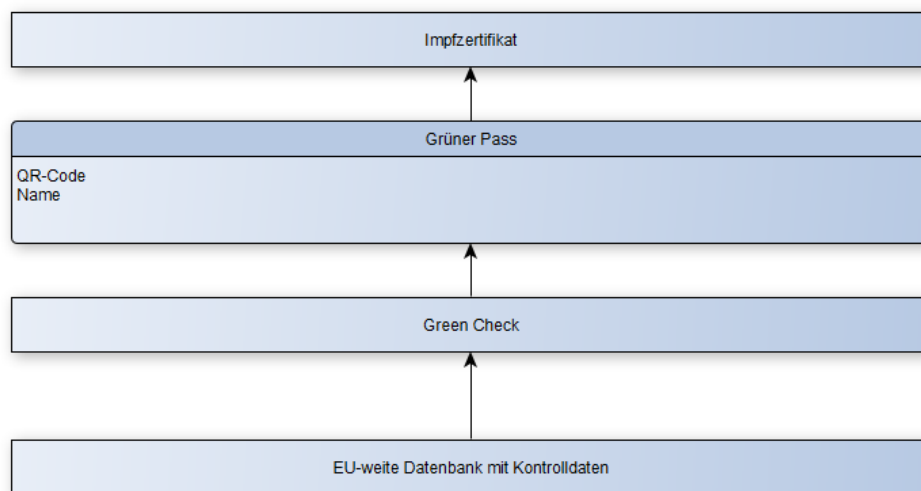 Impfzertifikat
Grüner Pass
QR-Code
Name
Green Check
EU-weite Datenbank mit Kontrolldaten